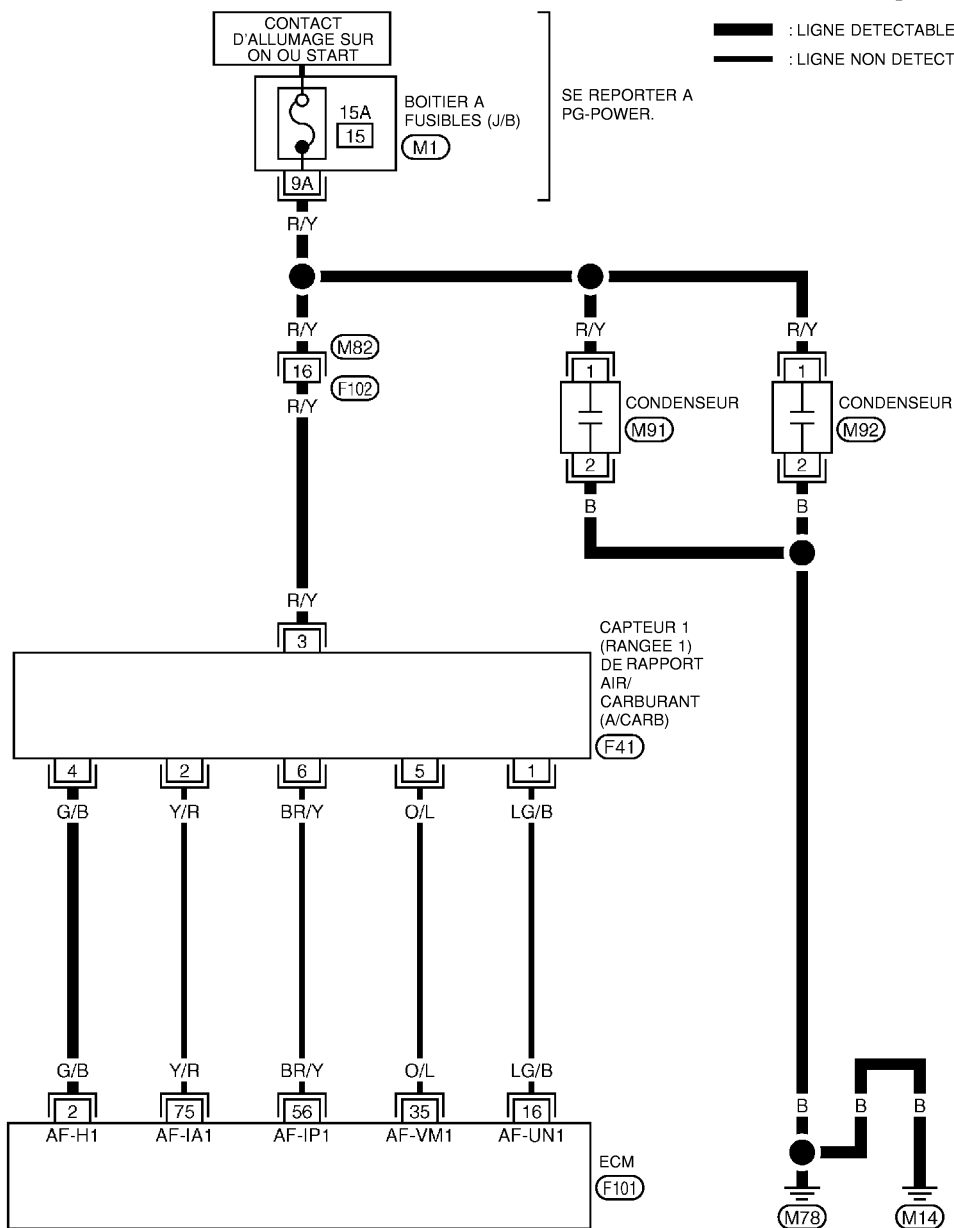 CONTACT
D'ALLUMAGE SUR
ON OU START
: LIGNE DETECTABLE
: LIGNE NON DETECT
15A
15
BOITIER A
FUSIBLES (J/B)
M1
SE REPORTER A
PG-POWER.
9A
R/Y
R/Y
R/Y
R/Y
M82
16
F102
R/Y
1
1
CONDENSEUR
M91
CONDENSEUR
M92
2
2
B
B
R/Y
3
CAPTEUR 1
(RANGEE 1)
DE RAPPORT
AIR/
CARBURANT
(A/CARB)
F41
4
2
6
5
1
G/B
Y/R
BR/Y
O/L
LG/B
G/B
Y/R
BR/Y
O/L
LG/B
2
75
56
35
16
AF-H1
AF-IA1
AF-IP1
AF-VM1
AF-UN1
ECM
F101
B
B
B
M78
M14